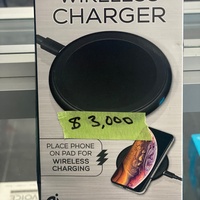 WIRELESS
CHARGER
$ 3,000
PLACE PHONE
ON PAD FOR
WIRELESS
CHARGING